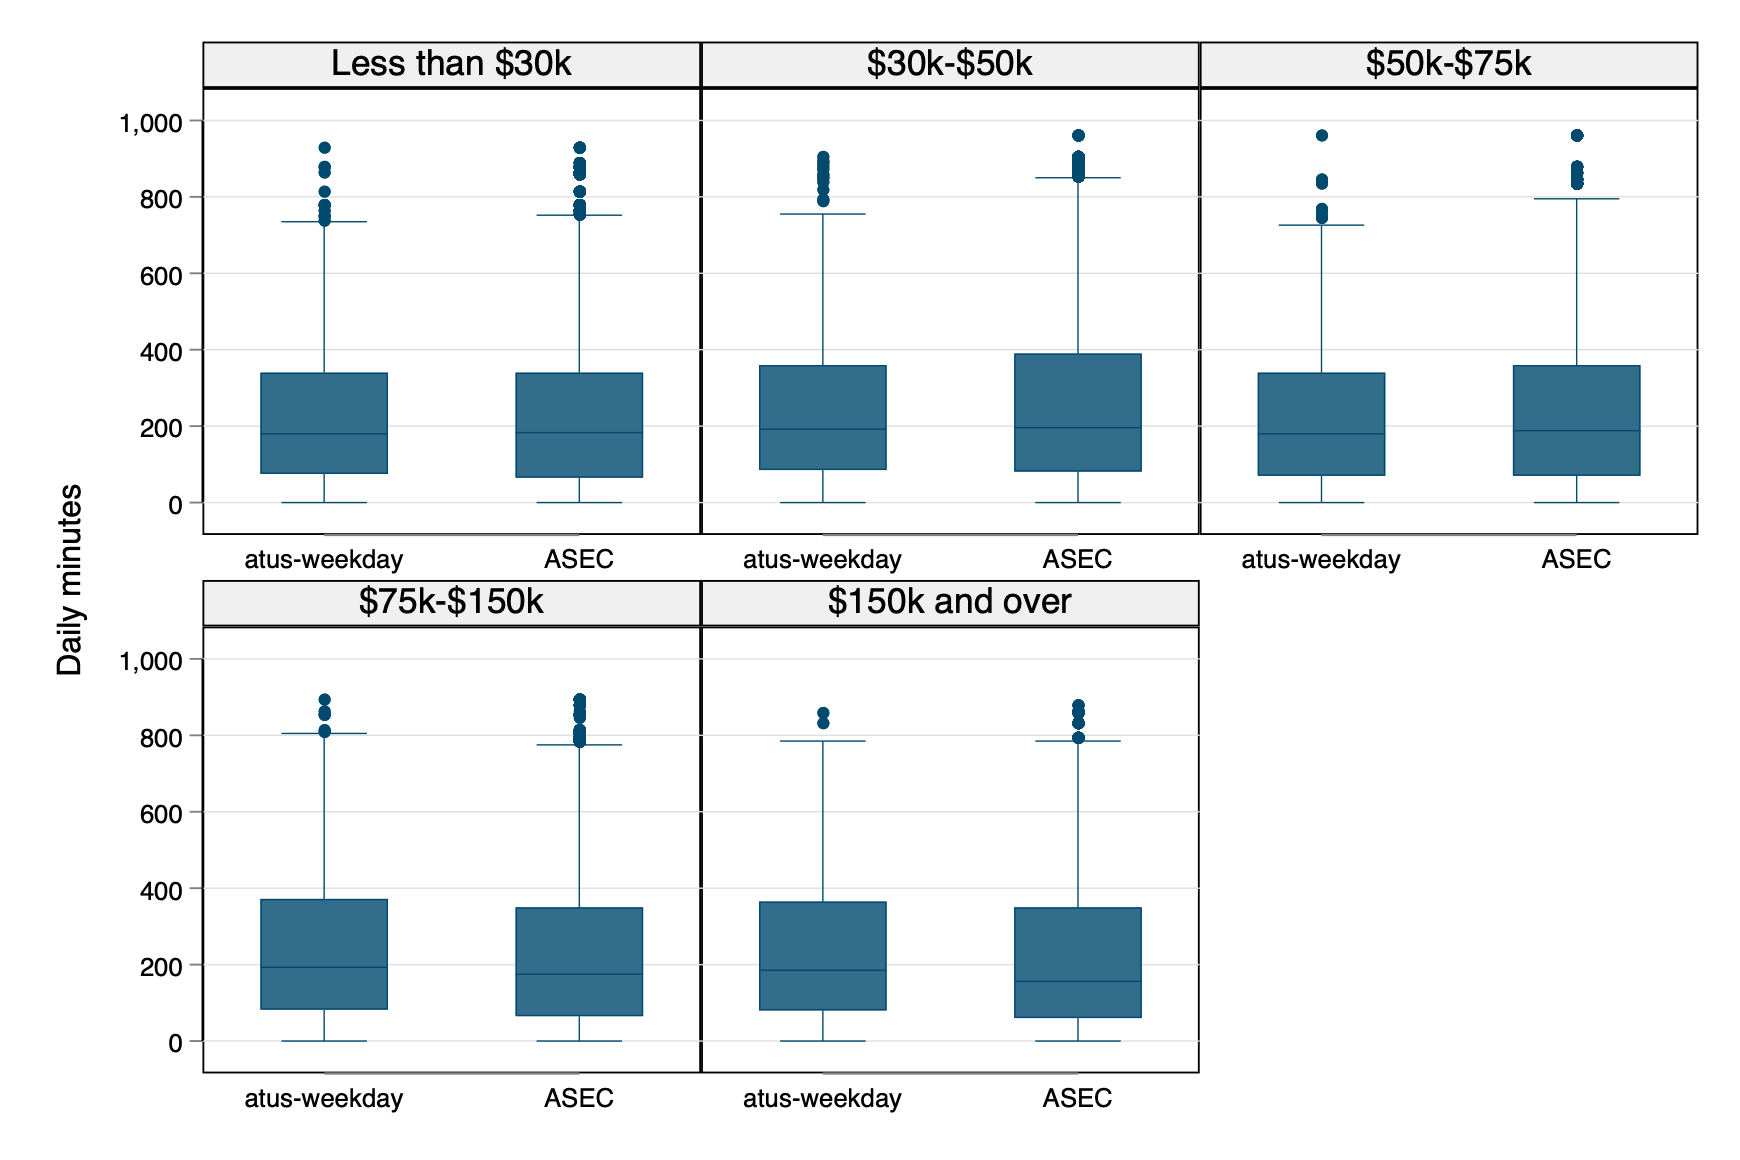 Daily minutes
Less than $30k
$30k-$50k
$50k-$75k
1,000
800
600
400
200
0
atus-weekday
ASEC
atus-weekday
ASEC
atus-weekday
ASEC
$75k-$150k
$150k and over
1,000
800
600
400
200
0
atus-weekday
ASEC
atus-weekday
ASEC